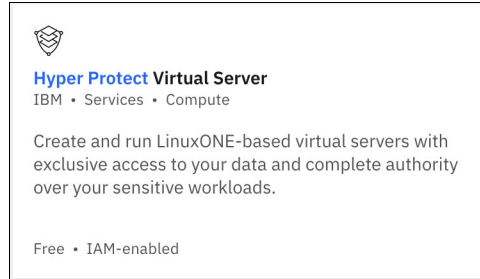 Hyper Protect Virtual Server
IBM • Services • Compute
Create and run LinuxONE-based virtual servers with
exclusive access to your data and complete authority
over your sensitive workloads.
Free • IAM-enabled